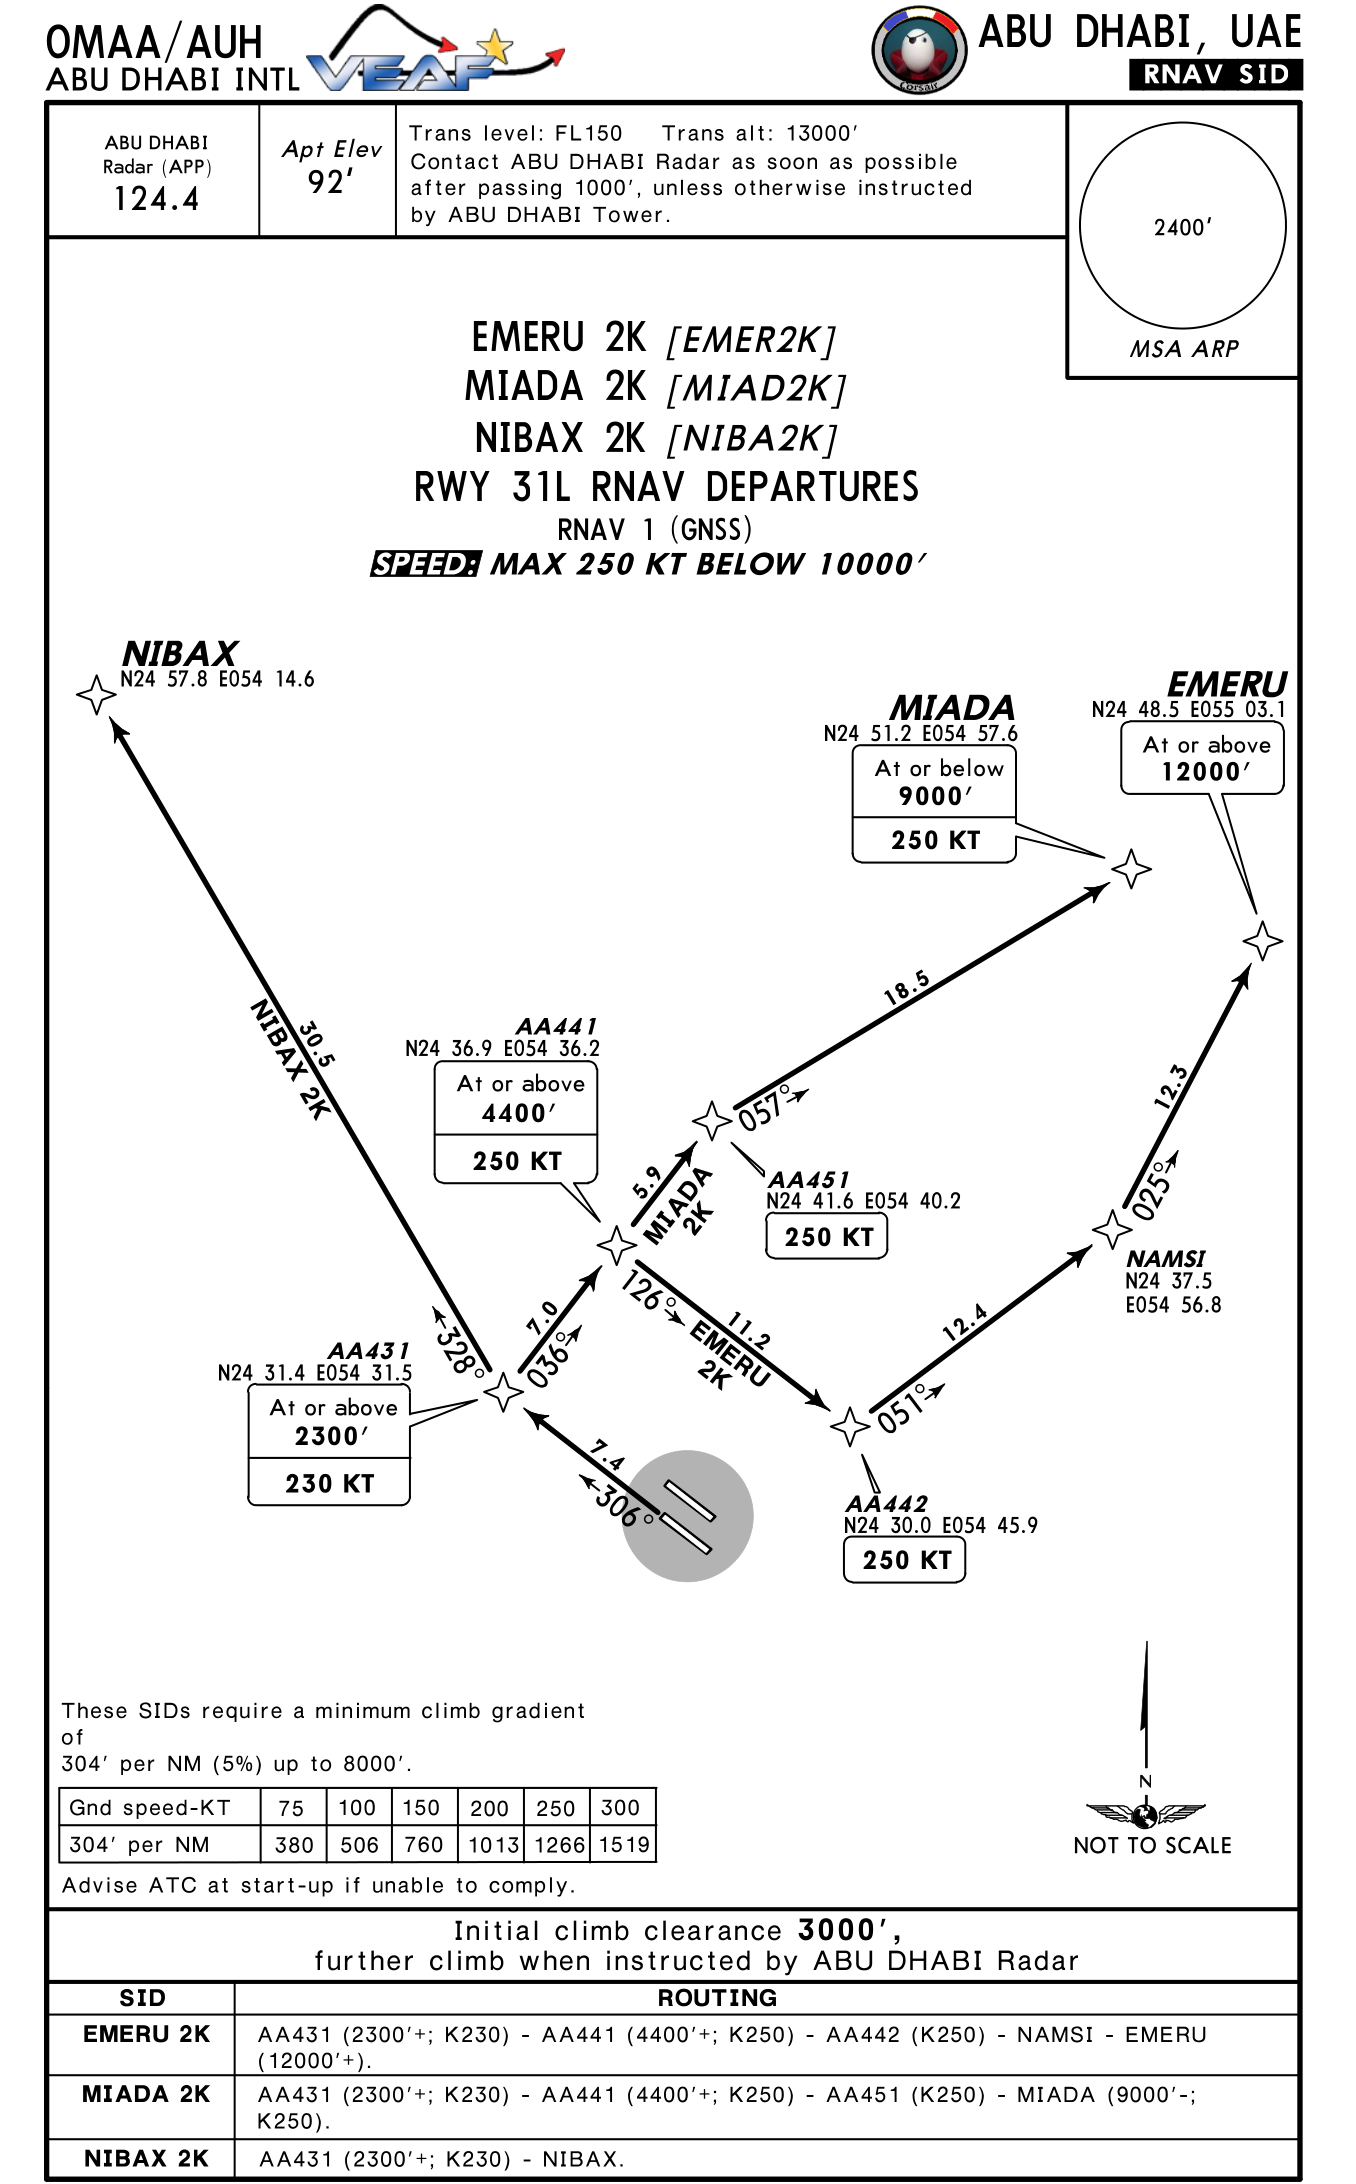 OMAA/AUH
ABU DHABI INTL
VEAF
Corsair
ABU DHABI, UAE
RNAV SID
ABU DHABI
Radar (APP)
124.4
Apt Elev
92'
Trans level: FL150 Trans alt: 13000'
Contact ABU DHABI Radar as soon as possible
after passing 1000', unless otherwise instructed
by ABU DHABI Tower.
2400'
MSA ARP
EMERU 2K [EMER2K]
MIADA 2K [MIAD2K]
NIBAX 2K [NIBA2K]
RWY 31L RNAV DEPARTURES
RNAV 1 (GNSS)
SPEED: MAX 250 KT BELOW 10000'
NIBAX
N24 57.8 E054 14.6
EMERU
N24 48.5 E055 03.1
At or above
12000'
MIADA
N24 51.2 E054 57.6
At or below
9000'
250 KT
18.5
30.5
NIBAX 2K
AA441
N24 36.9 E054 36.2
At or above
4400'
250 KT
12.3
057°
5.9
MIADA
2K
AA451
N24 41.6 E054 40.2
250 KT
025°
NAMSI
N24 37.5
E054 56.8
126°
11.2
EMERU
2K
12.4
7.0
036°
328°
AA431
N24 31.4 E054 31.5
At or above
2300'
230 KT
051°
7.4
306°
AA442
N24 30.0 E054 45.9
250 KT
These SIDs require a minimum climb gradient
of
304' per NM (5%) up to 8000'.
Gnd speed-KT 75 100 150 200 250 300
304' per NM 380 506 760 1013 1266 1519
Advise ATC at start-up if unable to comply.
N
NOT TO SCALE
Initial climb clearance 3000',
further climb when instructed by ABU DHABI Radar
SID ROUTING
EMERU 2K AA431 (2300'+; K230) - AA441 (4400'+; K250) - AA442 (K250) - NAMSI - EMERU
(12000'+).
MIADA 2K AA431 (2300'+; K230) - AA441 (4400'+; K250) - AA451 (K250) - MIADA (9000'-;
K250).
NIBAX 2K AA431 (2300'+; K230) - NIBAX.